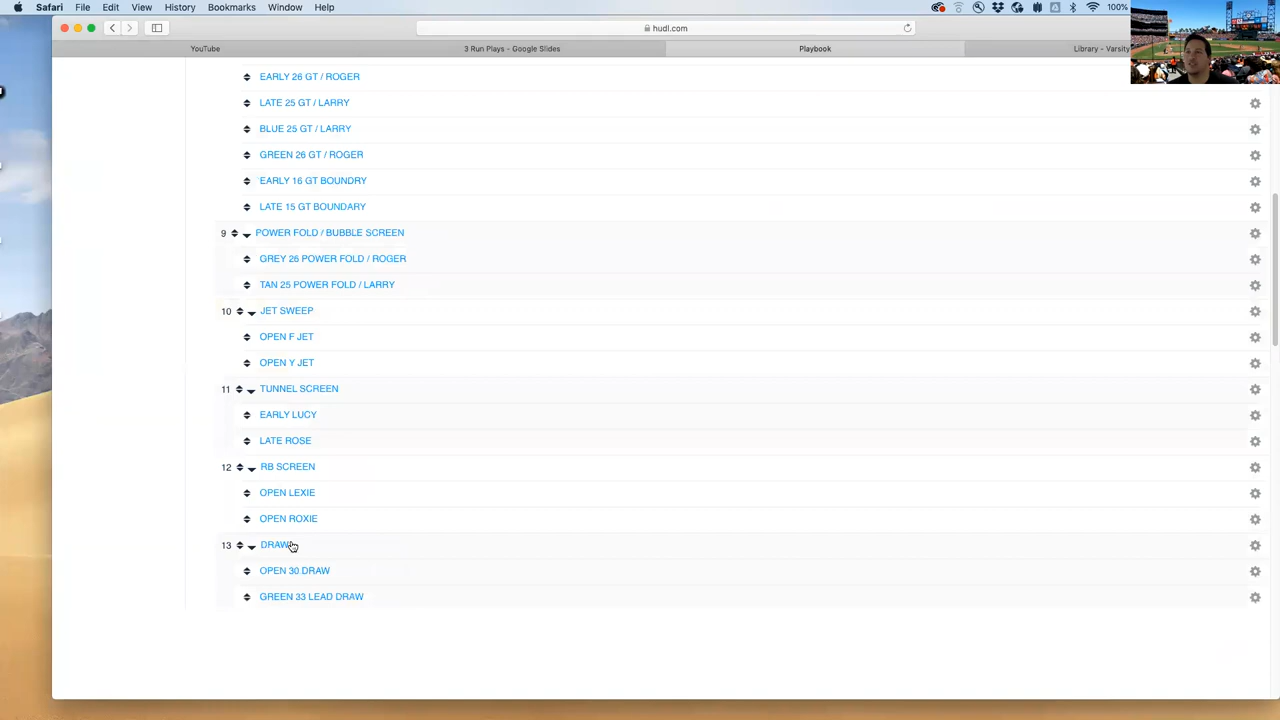 Safari File Edit View History Bookmarks Window Help 100%
hudl.com
YouTube 3 Run Plays - Google Slides Playbook Library - Varsity
EARLY 26 GT / ROGER
LATE 25 GT / LARRY
BLUE 25 GT / LARRY
GREEN 26 GT / ROGER
EARLY 16 GT BOUNDRY
LATE 15 GT BOUNDARY
9 POWER FOLD / BUBBLE SCREEN
GREY 26 POWER FOLD / ROGER
TAN 25 POWER FOLD / LARRY
10 JET SWEEP
OPEN F JET
OPEN Y JET
11 TUNNEL SCREEN
EARLY LUCY
LATE ROSE
12 RB SCREEN
OPEN LEXIE
OPEN ROXIE
13 DRAW
OPEN 30 DRAW
GREEN 33 LEAD DRAW